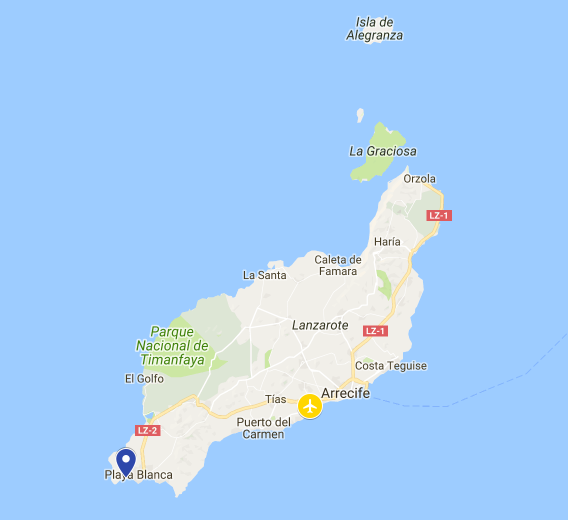 Isla de
Alegranza
La Graciosa
Orzola
LZ-1
Haría
Caleta de
Famara
La Santa
Lanzarote
LZ-1
Parque
Nacional de
Timanfaya
Costa Teguise
El Golfo
Arrecife
Tías
Puerto del
Carmen
LZ-2
Playa Blanca